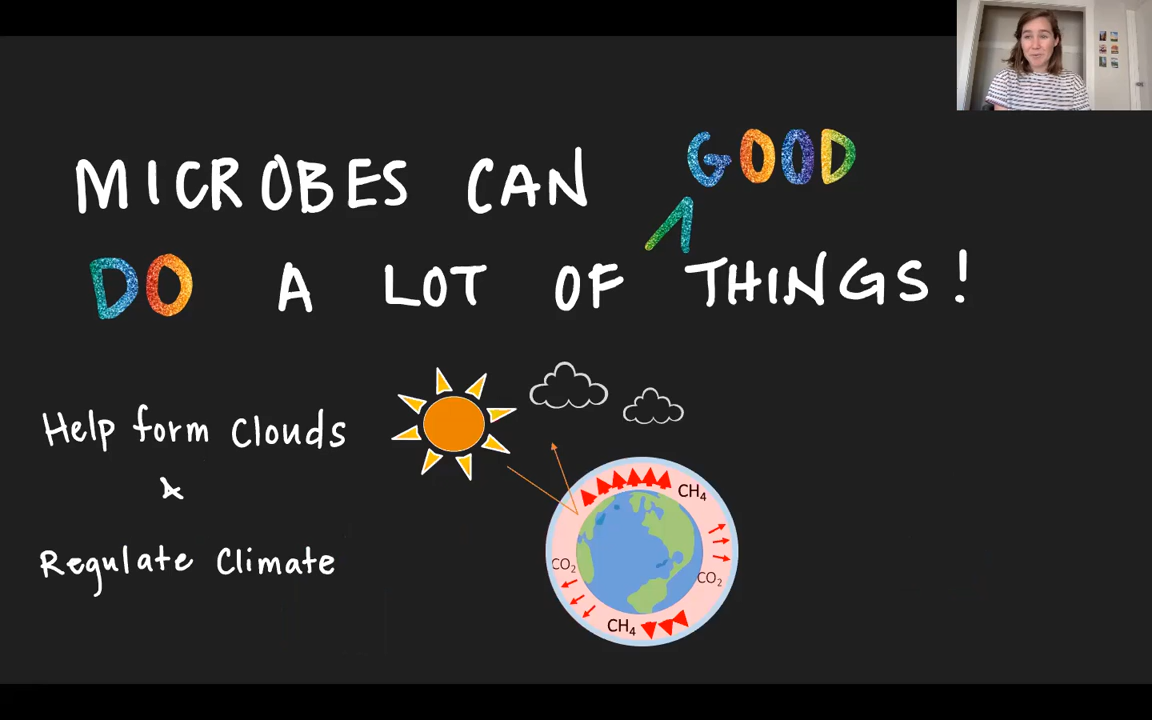 MICROBES CAN GOOD
DO A LOT OF THINGS!
Help form Clouds
&
Regulate Climate
CH4
CO2
CO2
CH4